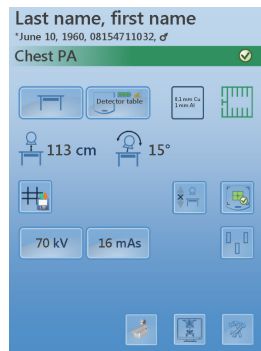 Last name, first name
*June 10, 1960, 08154711032, ♂
Chest PA
Detector table
0.1 mm Cu
1 mm Al
113 cm
15°
70 kV
16 mAs